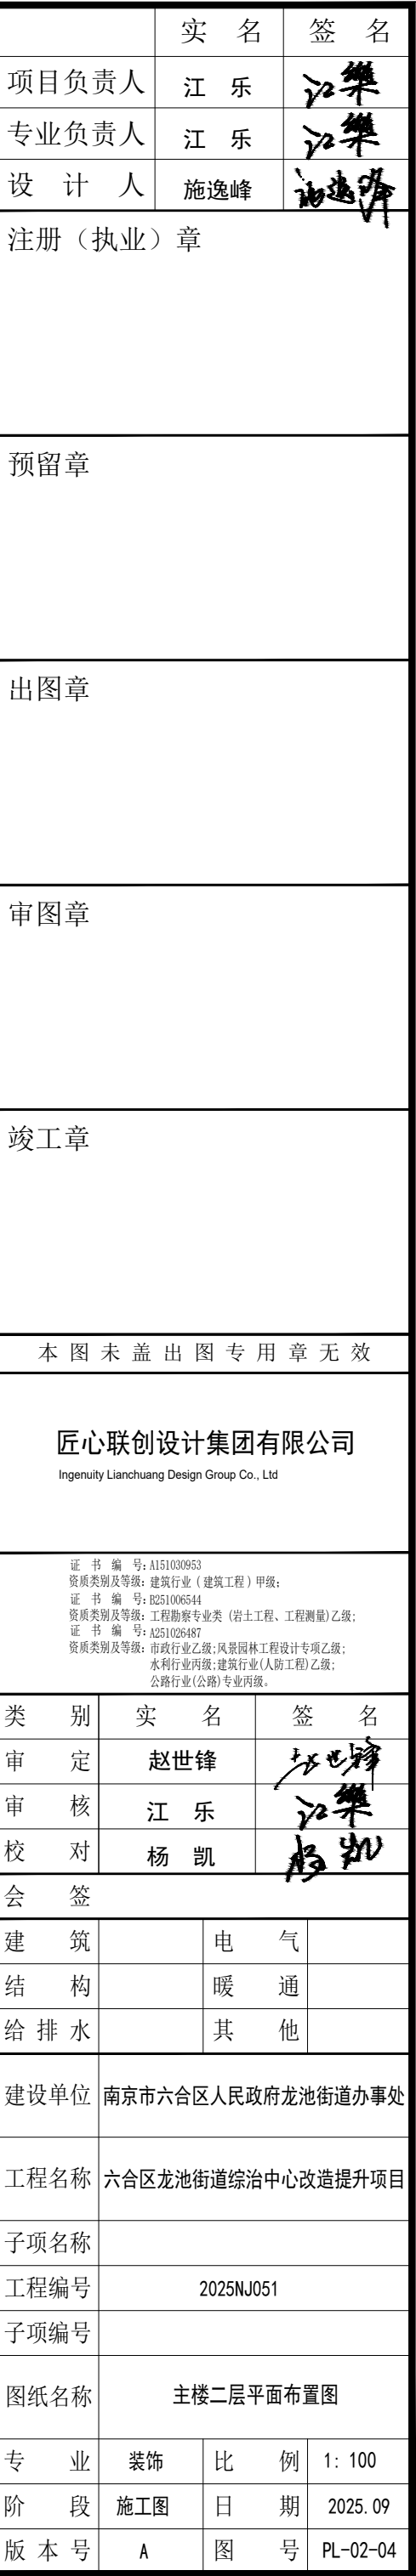 实 名 签 名
项目负责人 江 乐 江樂
专业负责人 江 乐 江樂
设 计 人 施逸峰 施逸峰
注册（执业）章
预留章
出图章
审图章
竣工章
本图未盖出图专用章无效
匠心联创设计集团有限公司
Ingenuity Lianchuang Design Group Co., Ltd
证 书 编 号:A151030953
资质类别及等级:建筑行业(建筑工程)甲级;
证 书 编 号:B251006544
资质类别及等级:工程勘察专业类(岩土工程、工程测量)乙级;
证 书 编 号:A251026487
资质类别及等级:市政行业乙级;风景园林工程设计专项乙级;
水利行业丙级;建筑行业(人防工程)乙级;
公路行业(公路)专业丙级。
类 别 实 名 签 名
审 定 赵世锋 赵世锋
审 核 江 乐 江樂
校 对 杨 凯 杨凯
会 签
建 筑 电 气
结 构 暖 通
给 排 水 其 他
建设单位 南京市六合区人民政府龙池街道办事处
工程名称 六合区龙池街道综治中心改造提升项目
子项名称
工程编号 2025NJ051
子项编号
图纸名称 主楼二层平面布置图
专 业 装饰 比 例 1: 100
阶 段 施工图 日 期 2025.09
版 本 号 A 图 号 PL-02-04